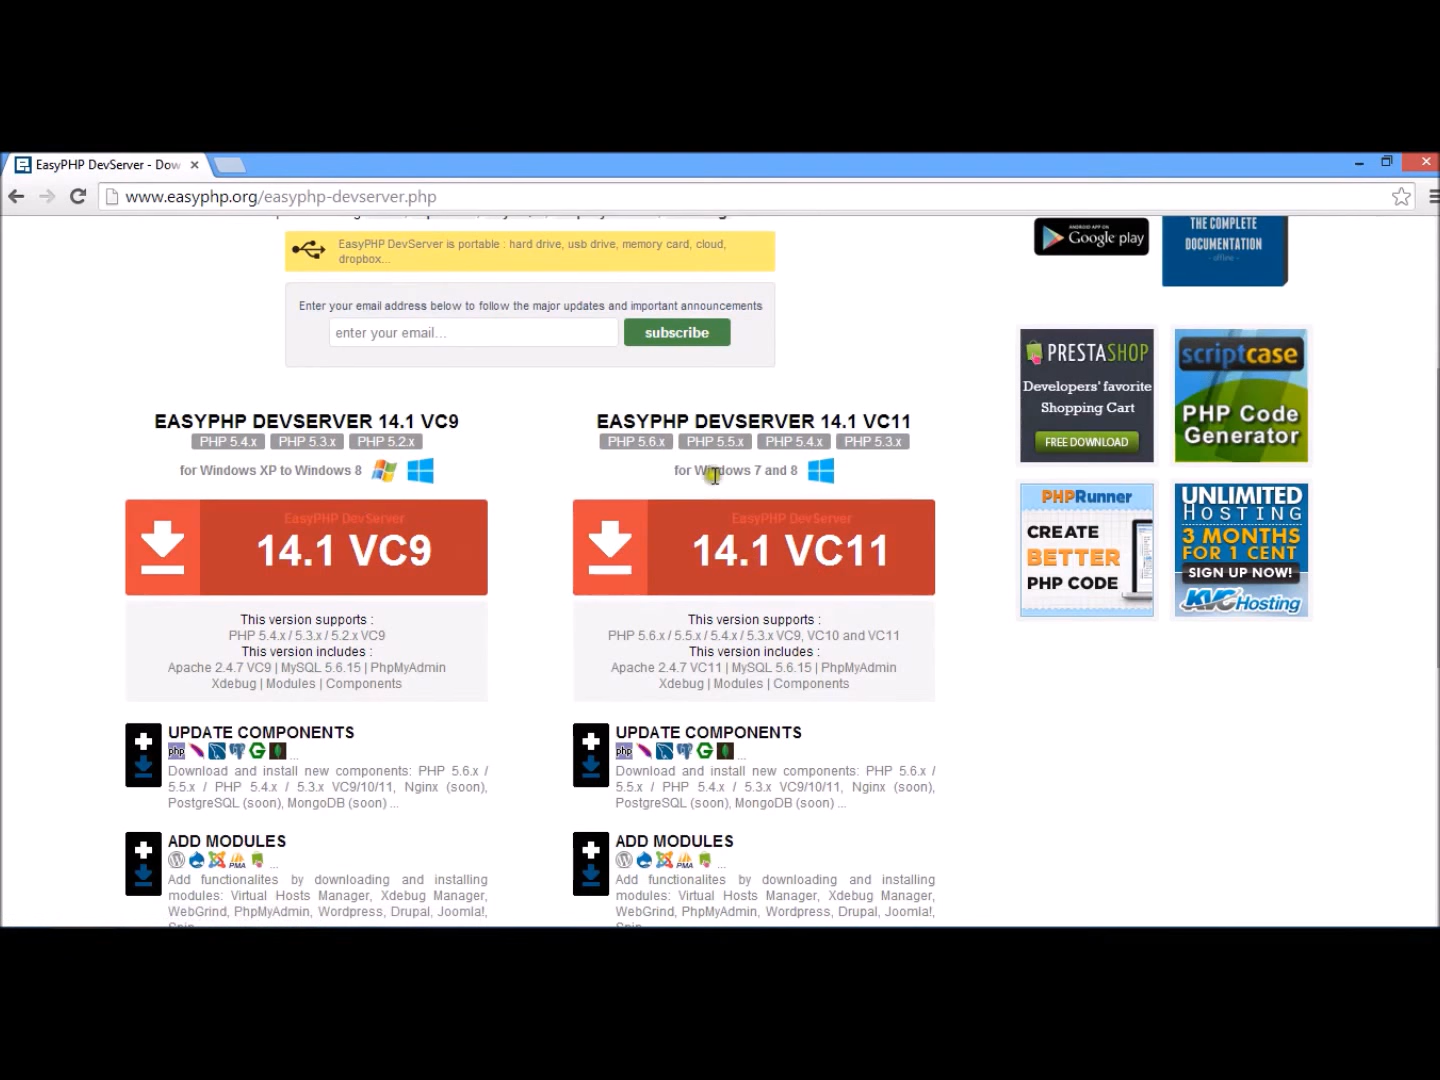 EasyPHP DevServer - Dow
www.easyphp.org/easyphp-devserver.php
EasyPHP DevServer is portable : hard drive, usb drive, memory card, cloud,
dropbox...
Enter your email address below to follow the major updates and important announcements
enter your email...
subscribe
ANDROID APP ON
Google play
THE COMPLETE
DOCUMENTATION
- offline -
PRESTASHOP
Developers' favorite
Shopping Cart
FREE DOWNLOAD
scriptcase
PHP Code
Generator
PHPRunner
CREATE
BETTER
PHP CODE
UNLIMITED
HOSTING
3 MONTHS
FOR 1 CENT
SIGN UP NOW!
KVCHosting
EASYPHP DEVSERVER 14.1 VC9
PHP 5.4.x PHP 5.3.x PHP 5.2.x
for Windows XP to Windows 8
EasyPHP DevServer
14.1 VC9
This version supports :
PHP 5.4.x / 5.3.x / 5.2.x VC9
This version includes :
Apache 2.4.7 VC9 | MySQL 5.6.15 | PhpMyAdmin
Xdebug | Modules | Components
UPDATE COMPONENTS
php
...
Download and install new components: PHP 5.6.x /
5.5.x / PHP 5.4.x / 5.3.x VC9/10/11, Nginx (soon),
PostgreSQL (soon), MongoDB (soon) ...
ADD MODULES
PMA
...
Add functionalites by downloading and installing
modules: Virtual Hosts Manager, Xdebug Manager,
WebGrind, PhpMyAdmin, Wordpress, Drupal, Joomla!,
EASYPHP DEVSERVER 14.1 VC11
PHP 5.6.x PHP 5.5.x PHP 5.4.x PHP 5.3.x
for Windows 7 and 8
EasyPHP DevServer
14.1 VC11
This version supports :
PHP 5.6.x / 5.5.x / 5.4.x / 5.3.x VC9, VC10 and VC11
This version includes :
Apache 2.4.7 VC11 | MySQL 5.6.15 | PhpMyAdmin
Xdebug | Modules | Components
UPDATE COMPONENTS
php
...
Download and install new components: PHP 5.6.x /
5.5.x / PHP 5.4.x / 5.3.x VC9/10/11, Nginx (soon),
PostgreSQL (soon), MongoDB (soon) ...
ADD MODULES
PMA
...
Add functionalites by downloading and installing
modules: Virtual Hosts Manager, Xdebug Manager,
WebGrind, PhpMyAdmin, Wordpress, Drupal, Joomla!,